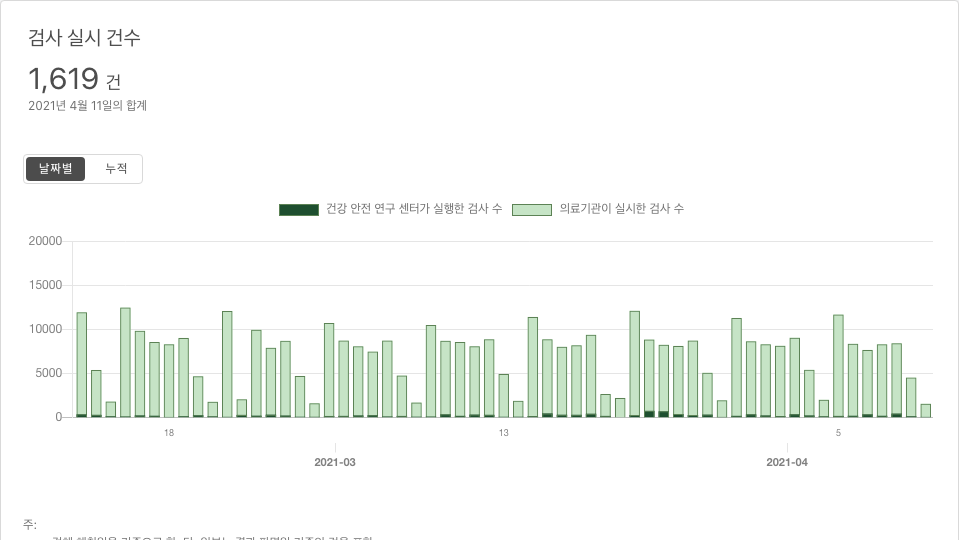 검사 실시 건수
1,619 건
2021년 4월 11일의 합계
날짜별 누적
건강 안전 연구 센터가 실행한 검사 수 의료기관이 실시한 검사 수
20000
15000
10000
5000
0
18 13 5
2021-03 2021-04
주: